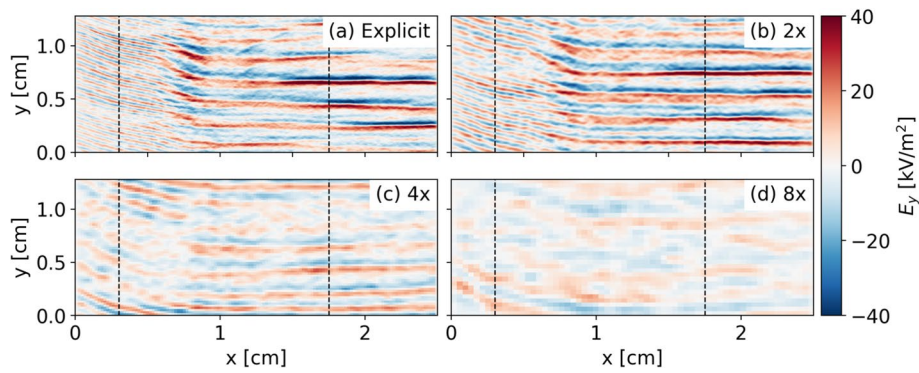 (a) Explicit
(b) 2x
40
1.0
0.5
0.0
y [cm]
20
0
E_y [kV/m²]
(c) 4x
(d) 8x
1.0
0.5
0.0
y [cm]
−20
−40
0 1 2
0 1 2
x [cm]
x [cm]